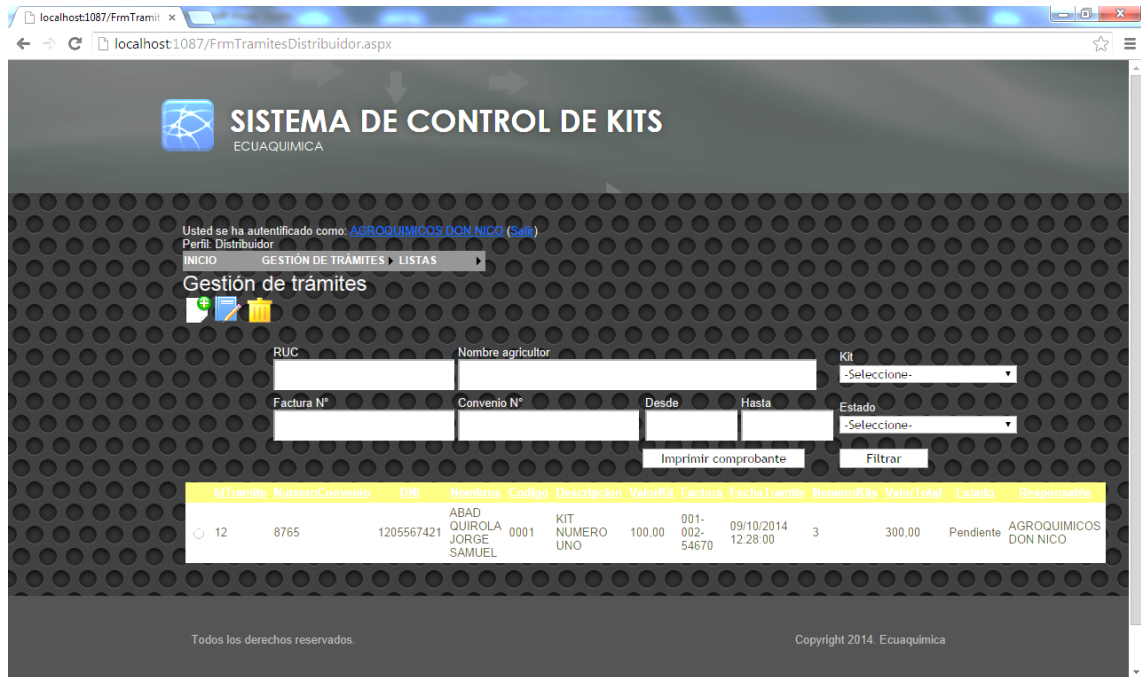 localhost:1087/FrmTramit ×
localhost:1087/FrmTramitesDistribuidor.aspx
SISTEMA DE CONTROL DE KITS
ECUAQUIMICA
Usted se ha autentificado como: AGROQUIMICOS DON NICO (Salir)
Perfil: Distribuidor
INICIO GESTIÓN DE TRÁMITES LISTAS
Gestión de trámites
RUC Nombre agricultor Kit
-Seleccione-
Factura N° Convenio N° Desde Hasta Estado
-Seleccione-
Imprimir comprobante Filtrar
IdTramite NumeroConvenio DNI Nombres Codigo Descripcion ValorKit Factura FechaTramite NumeroKits ValorTotal Estado Responsable
12 8765 1205567421 ABAD QUIROLA JORGE SAMUEL 0001 KIT NUMERO UNO 100,00 001-002-54670 09/10/2014 12:28:00 3 300,00 Pendiente AGROQUIMICOS DON NICO
Todos los derechos reservados. Copyright 2014. Ecuaquimica